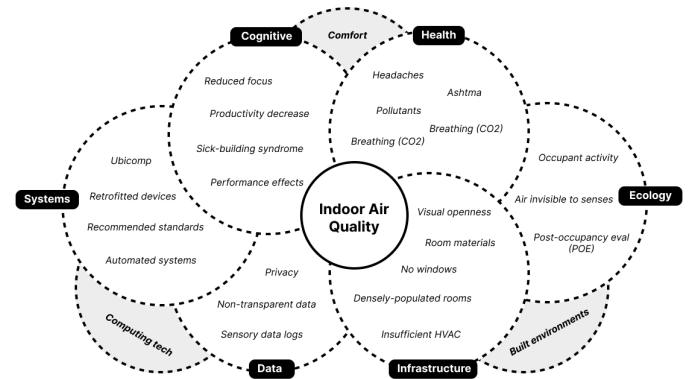 Cognitive
Comfort
Health
Reduced focus
Productivity decrease
Sick-building syndrome
Performance effects
Headaches
Ashtma
Pollutants
Breathing (CO2)
Breathing (CO2)
Systems
Ubicomp
Retrofitted devices
Recommended standards
Automated systems
Indoor Air
Quality
Ecology
Occupant activity
Air invisible to senses
Post-occupancy eval
(POE)
Visual openness
Room materials
No windows
Densely-populated rooms
Insufficient HVAC
Privacy
Non-transparent data
Sensory data logs
Computing tech
Built environments
Data
Infrastructure